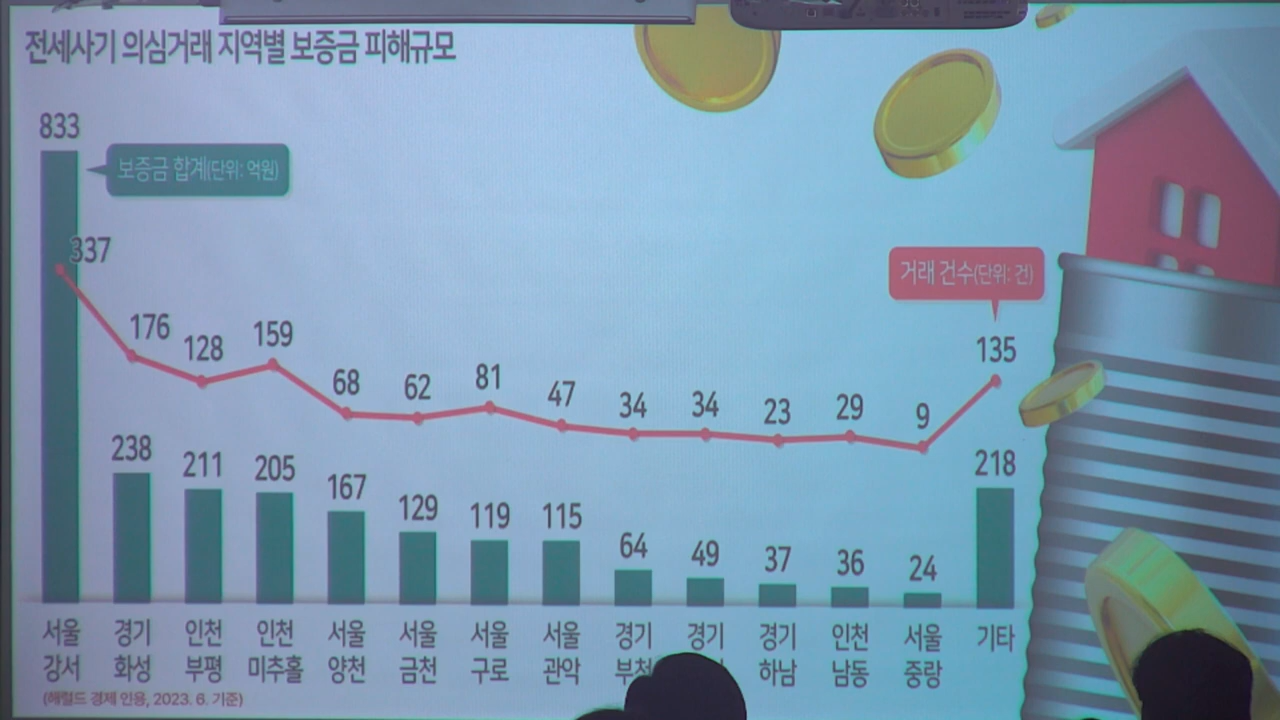 전세사기 의심거래 지역별 보증금 피해규모
833
보증금 합계(단위: 억원)
337
거래 건수(단위: 건)
176 128 159 68 62 81 47 34 34 23 29 9 135
238 211 205 167 129 119 115 64 49 37 36 24 218
서울 경기 인천 인천 서울 서울 서울 서울 경기 경기 경기 인천 서울 기타
강서 화성 부평 미추홀 양천 금천 구로 관악 부천 하남 남동 중랑
(헤럴드 경제 인용, 2023. 6. 기준)